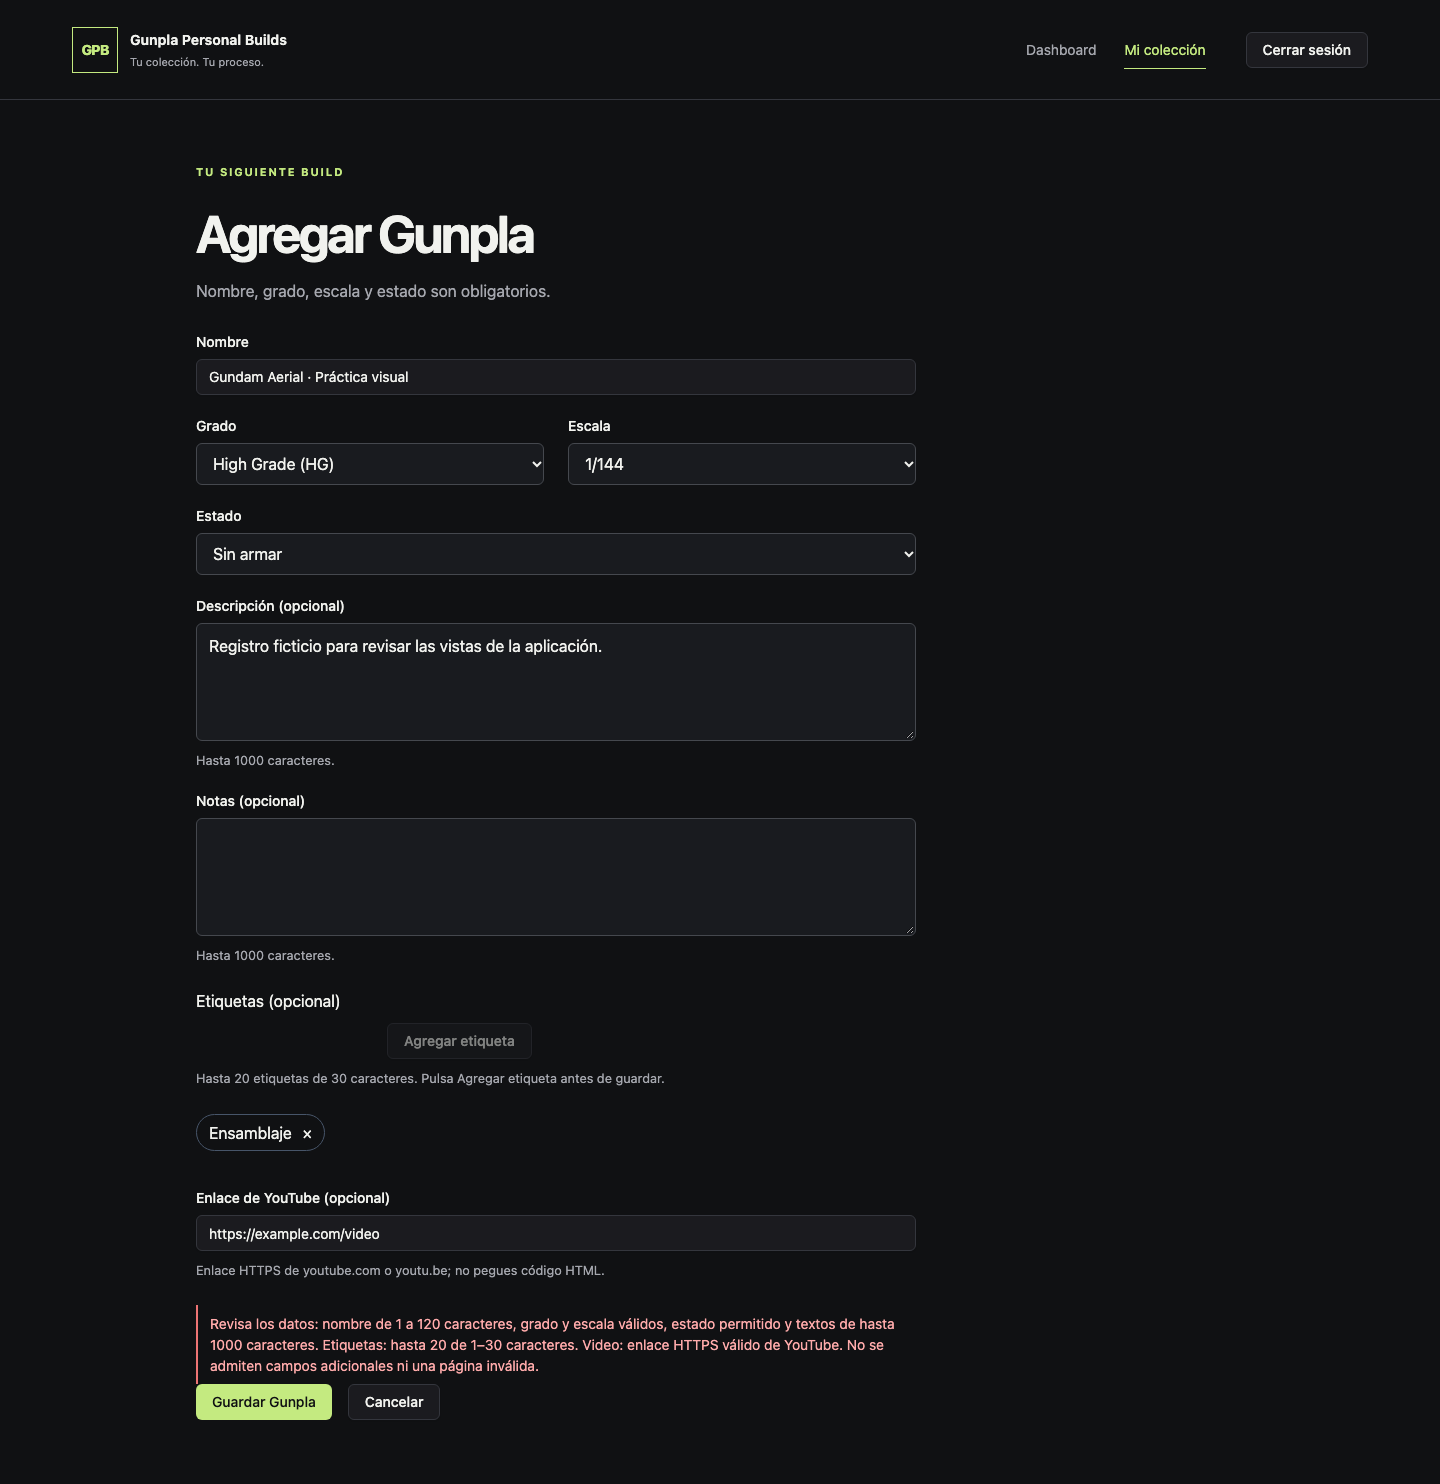 GPB
Gunpla Personal Builds
Tu colección. Tu proceso.
Dashboard
Mi colección
Cerrar sesión
TU SIGUIENTE BUILD
Agregar Gunpla
Nombre, grado, escala y estado son obligatorios.
Nombre
Gundam Aerial · Práctica visual
Grado
Escala
High Grade (HG)
1/144
Estado
Sin armar
Descripción (opcional)
Registro ficticio para revisar las vistas de la aplicación.
Hasta 1000 caracteres.
Notas (opcional)
Hasta 1000 caracteres.
Etiquetas (opcional)
Agregar etiqueta
Hasta 20 etiquetas de 30 caracteres. Pulsa Agregar etiqueta antes de guardar.
Ensamblaje ×
Enlace de YouTube (opcional)
https://example.com/video
Enlace HTTPS de youtube.com o youtu.be; no pegues código HTML.
Revisa los datos: nombre de 1 a 120 caracteres, grado y escala válidos, estado permitido y textos de hasta
1000 caracteres. Etiquetas: hasta 20 de 1–30 caracteres. Video: enlace HTTPS válido de YouTube. No se
admiten campos adicionales ni una página inválida.
Guardar Gunpla
Cancelar